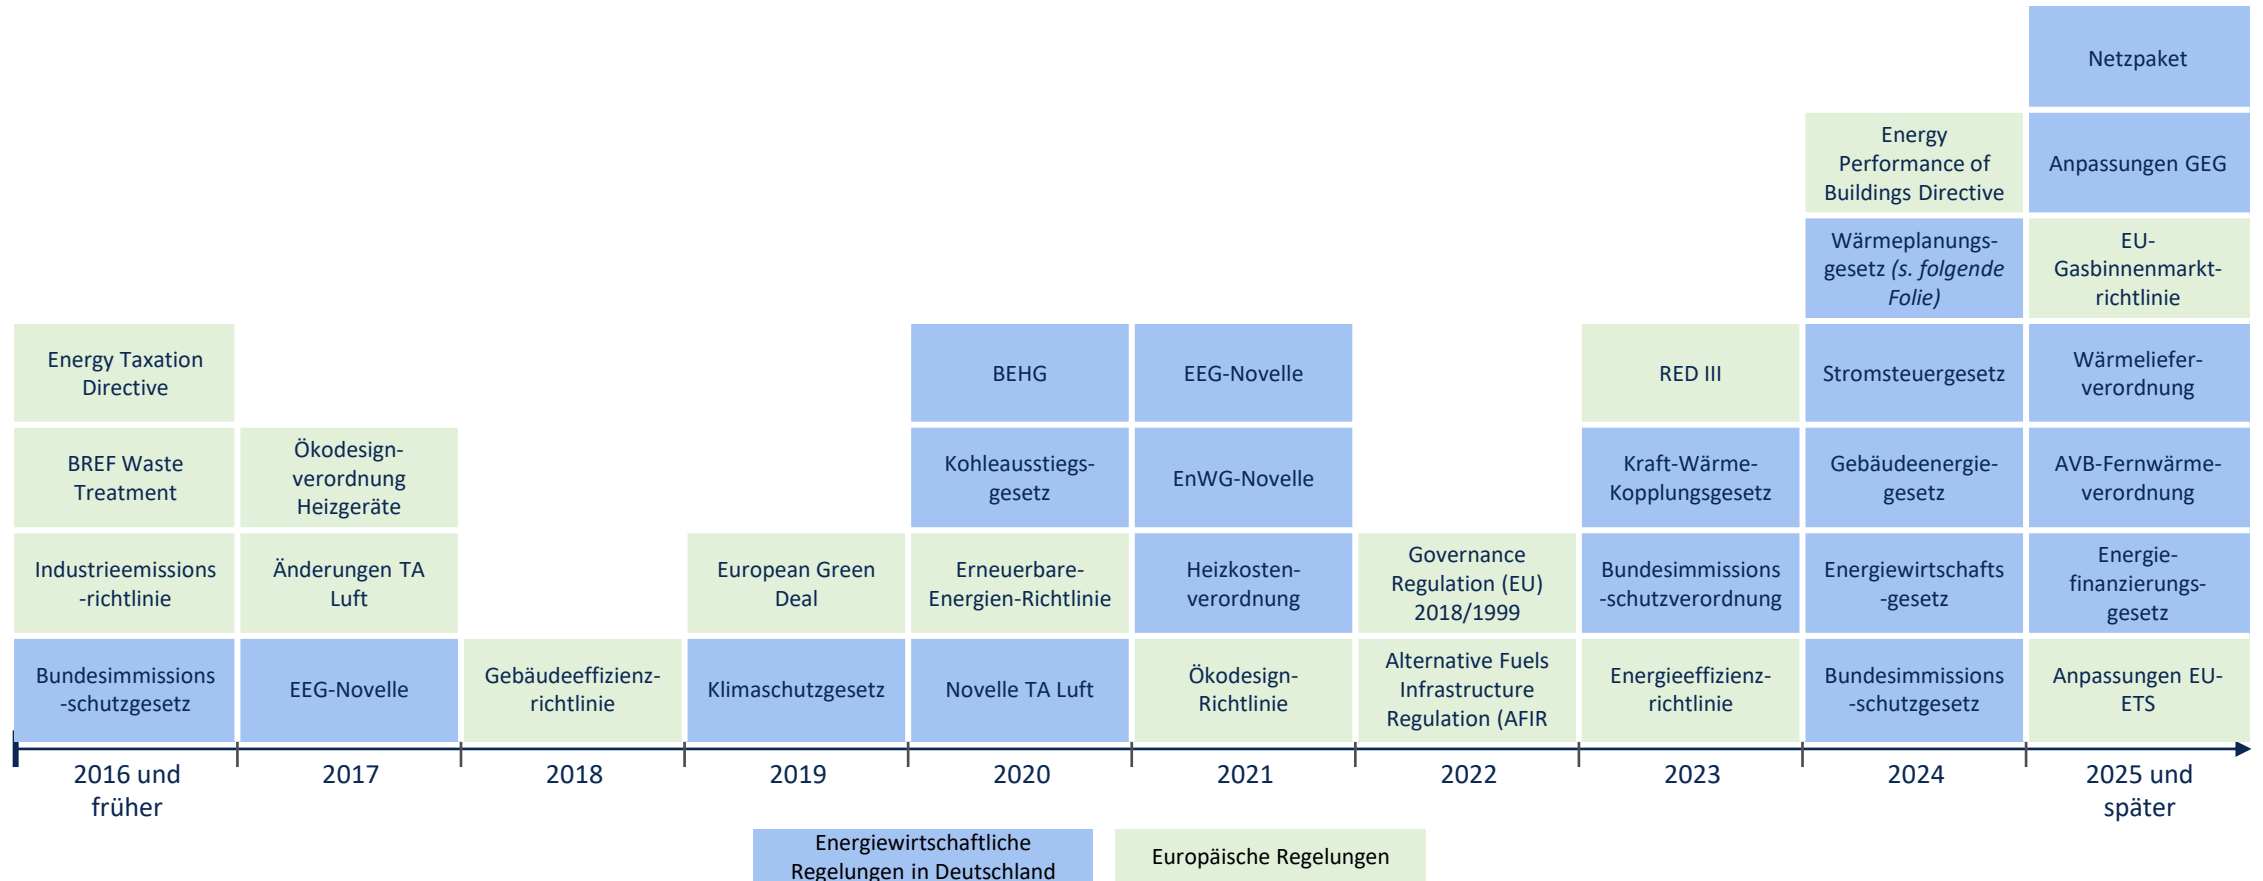 Netzpaket
Energy
Performance of
Buildings Directive
Anpassungen GEG
Wärmeplanungs-
gesetz (s. folgende
Folie)
EU-
Gasbinnenmarkt-
richtlinie
Energy Taxation
Directive
BEHG
EEG-Novelle
RED III
Stromsteuergesetz
Wärmeliefer-
verordnung
BREF Waste
Treatment
Ökodesign-
verordnung
Heizgeräte
Kohleausstiegs-
gesetz
EnWG-Novelle
Kraft-Wärme-
Kopplungsgesetz
Gebäudeenergie-
gesetz
AVB-Fernwärme-
verordnung
Industrieemissions
-richtlinie
Änderungen TA
Luft
European Green
Deal
Erneuerbare-
Energien-Richtlinie
Heizkosten-
verordnung
Governance
Regulation (EU)
2018/1999
Bundesimmissions
-schutzverordnung
Energiewirtschafts
-gesetz
Energie-
finanzierungs-
gesetz
Bundesimmissions
-schutzgesetz
EEG-Novelle
Gebäudeeffizienz-
richtlinie
Klimaschutzgesetz
Novelle TA Luft
Ökodesign-
Richtlinie
Alternative Fuels
Infrastructure
Regulation (AFIR
Energieeffizienz-
richtlinie
Bundesimmissions
-schutzgesetz
Anpassungen EU-
ETS
2016 und
früher
2017
2018
2019
2020
2021
2022
2023
2024
2025 und
später
Energiewirtschaftliche
Regelungen in Deutschland
Europäische Regelungen